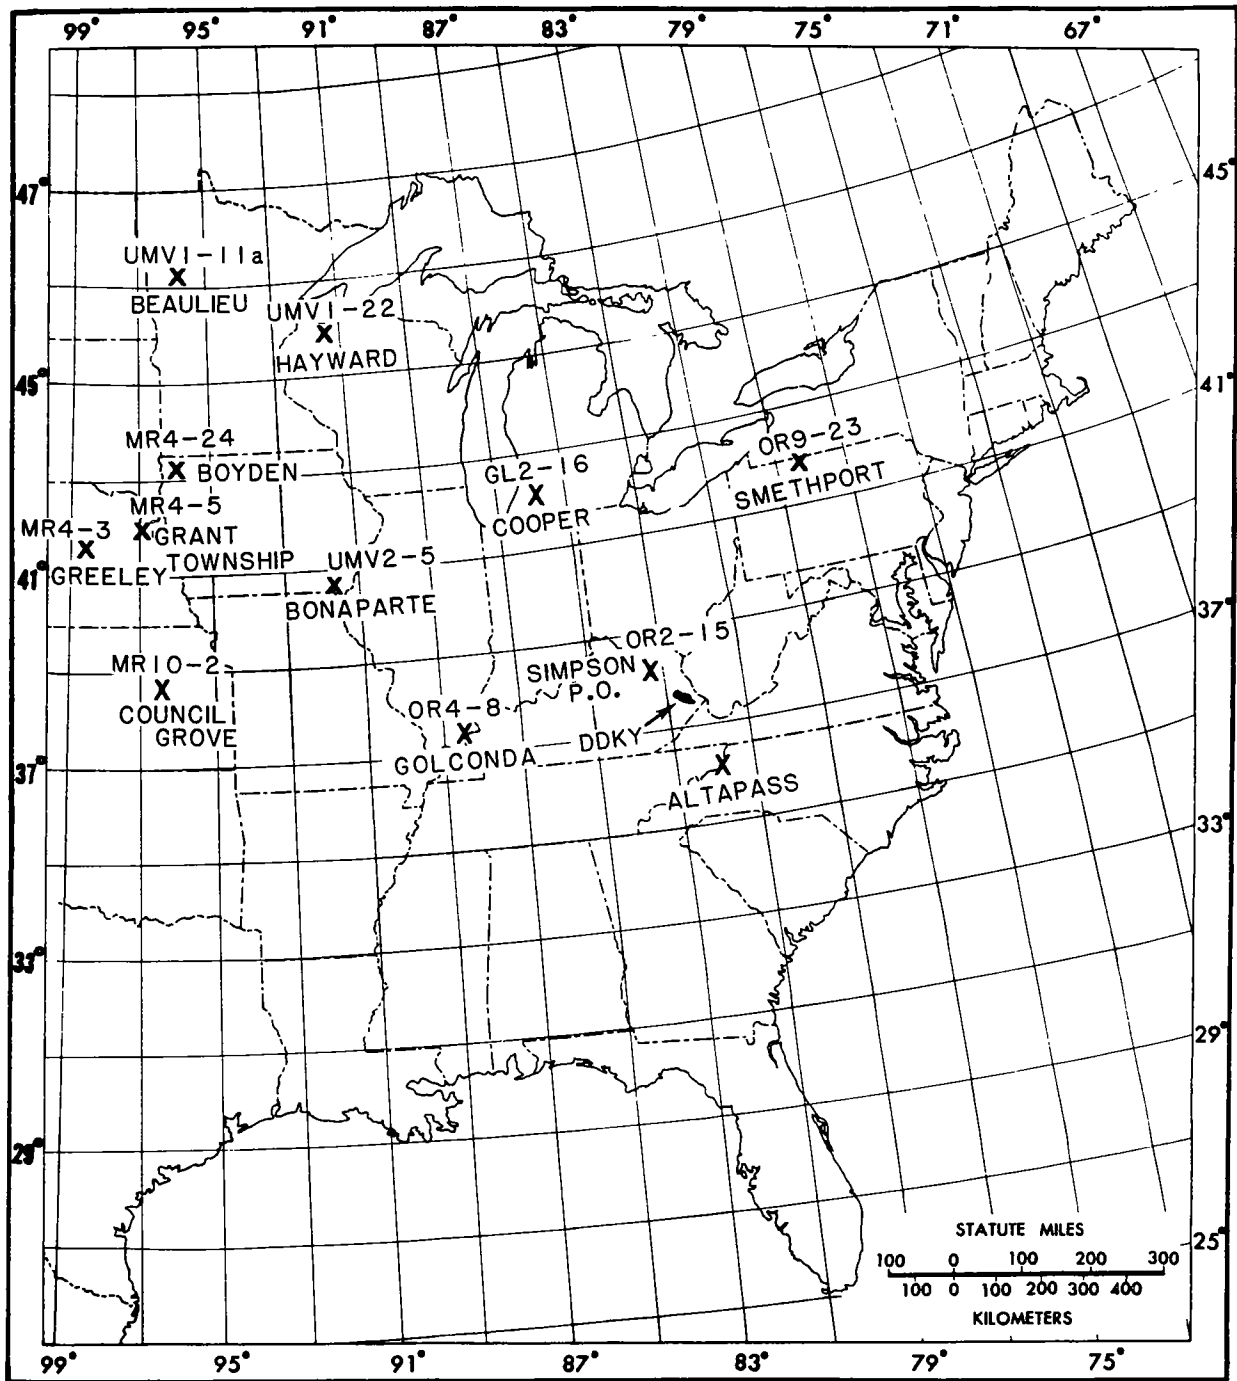 99° 95° 91° 87° 83° 79° 75° 71° 67°
47°
45°
UMV1-11a
BEAULIEU
UMV1-22
HAYWARD
45°
41°
MR4-24
BOYDEN
OR9-23
SMETHPORT
GL2-16
COOPER
MR4-5
GRANT
TOWNSHIP
MR4-3
GREELEY
UMV2-5
BONAPARTE
41°
37°
OR2-15
SIMPSON
P.O.
MR10-2
COUNCIL
GROVE
OR4-8
GOLCONDA
DDKY
ALTAPASS
37°
33°
33°
29°
29°
25°
STATUTE MILES
100 0 100 200 300
100 0 100 200 300 400
KILOMETERS
99° 95° 91° 87° 83° 79° 75°